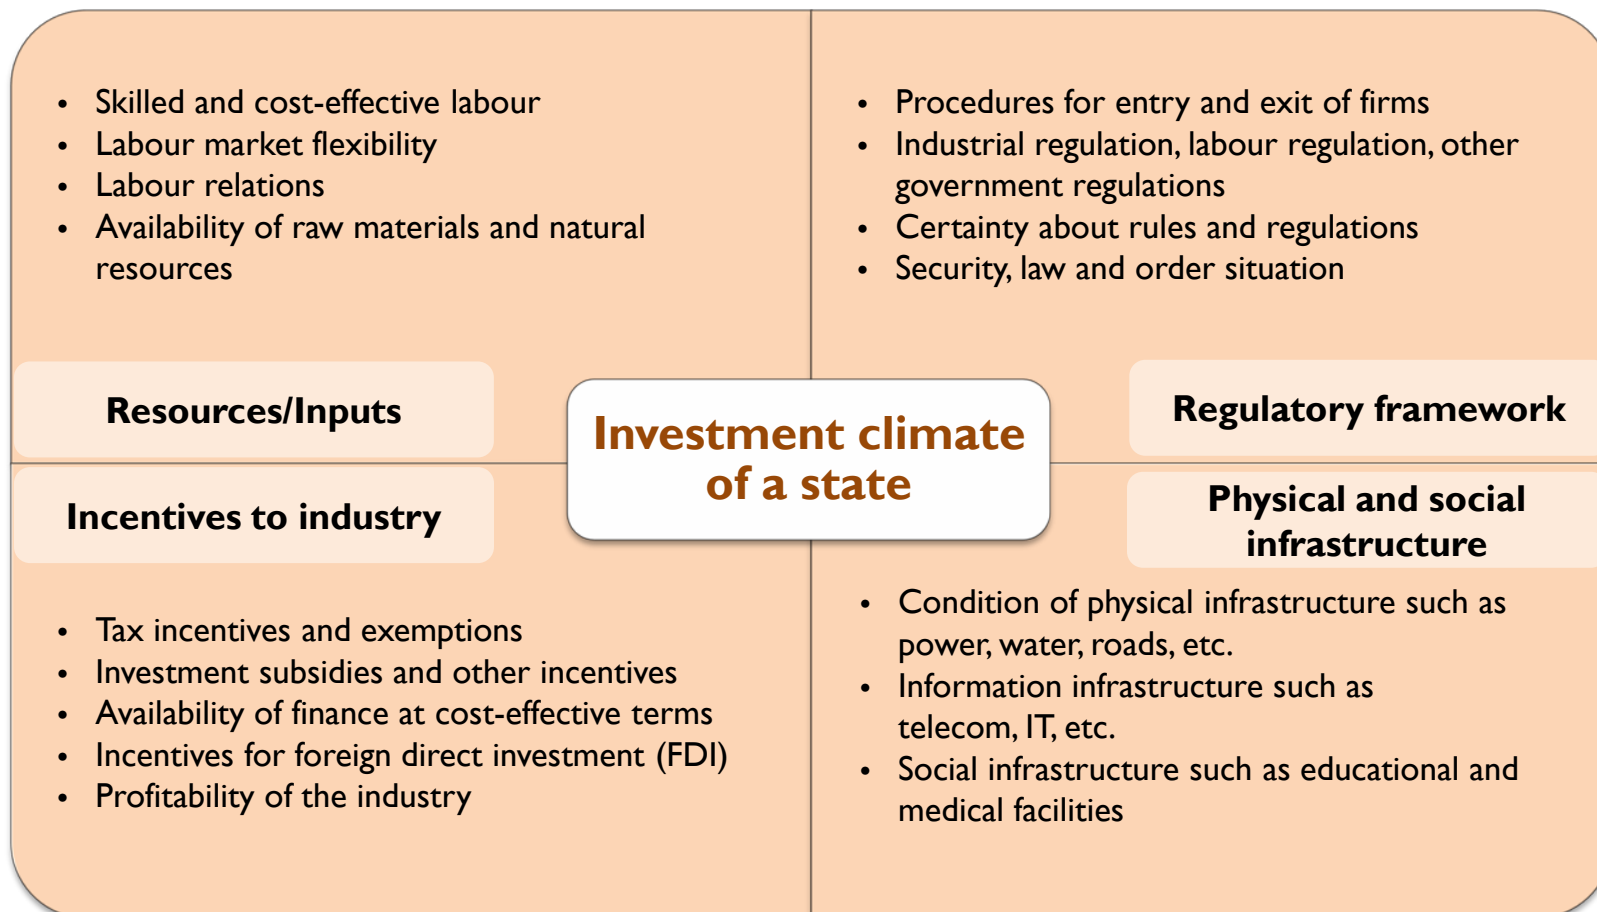 • Skilled and cost-effective labour
• Labour market flexibility
• Labour relations
• Availability of raw materials and natural
resources
Resources/Inputs
• Procedures for entry and exit of firms
• Industrial regulation, labour regulation, other
government regulations
• Certainty about rules and regulations
• Security, law and order situation
Regulatory framework
Investment climate
of a state
Incentives to industry
• Tax incentives and exemptions
• Investment subsidies and other incentives
• Availability of finance at cost-effective terms
• Incentives for foreign direct investment (FDI)
• Profitability of the industry
Physical and social
infrastructure
• Condition of physical infrastructure such as
power, water, roads, etc.
• Information infrastructure such as
telecom, IT, etc.
• Social infrastructure such as educational and
medical facilities